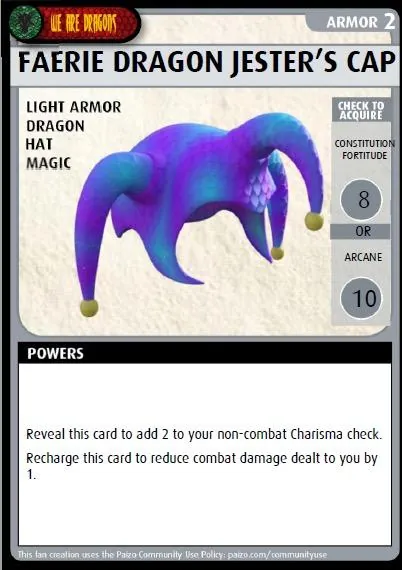 WE ARE DRAGONS
ARMOR 2
FAERIE DRAGON JESTER'S CAP
LIGHT ARMOR
DRAGON
HAT
MAGIC
CHECK TO
ACQUIRE
CONSTITUTION
FORTITUDE
8
OR
ARCANE
10
POWERS
Reveal this card to add 2 to your non-combat Charisma check.
Recharge this card to reduce combat damage dealt to you by
1.
This fan creation uses the Paizo Community Use Policy: paizo.com/communityuse